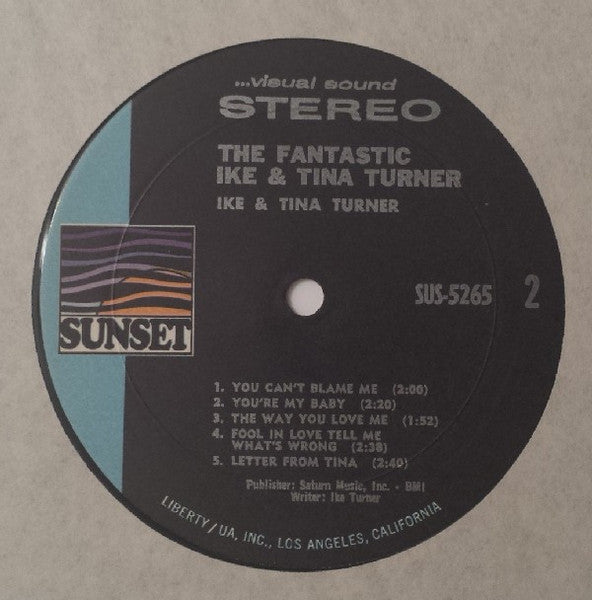 ...visual sound
STEREO
THE FANTASTIC
IKE & TINA TURNER
IKE & TINA TURNER
SUNSET
SUS-5265 2
1. YOU CAN'T BLAME ME (2:00)
2. YOU'RE MY BABY (2:20)
3. THE WAY YOU LOVE ME (1:52)
4. FOOL IN LOVE TELL ME
WHAT'S WRONG (2:38)
5. LETTER FROM TINA (2:40)
Publisher: Saturn Music, Inc. - BMI
Writer: Ike Turner
LIBERTY/UA, INC., LOS ANGELES, CALIFORNIA